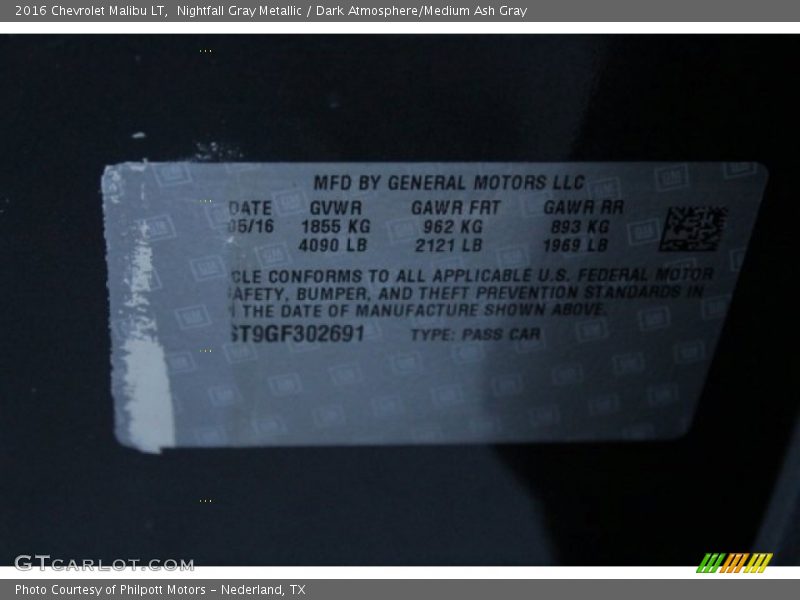 2016 Chevrolet Malibu LT, Nightfall Gray Metallic / Dark Atmosphere/Medium Ash Gray
MFD BY GENERAL MOTORS LLC
DATE GVWR GAWR FRT GAWR RR
05/16 1855 KG 962 KG 893 KG
4090 LB 2121 LB 1969 LB
CLE CONFORMS TO ALL APPLICABLE U.S. FEDERAL MOTOR
AFETY, BUMPER, AND THEFT PREVENTION STANDARDS IN
THE DATE OF MANUFACTURE SHOWN ABOVE.
ST9GF302691 TYPE: PASS CAR
GTCARLOT.COM
Photo Courtesy of Philpott Motors - Nederland, TX